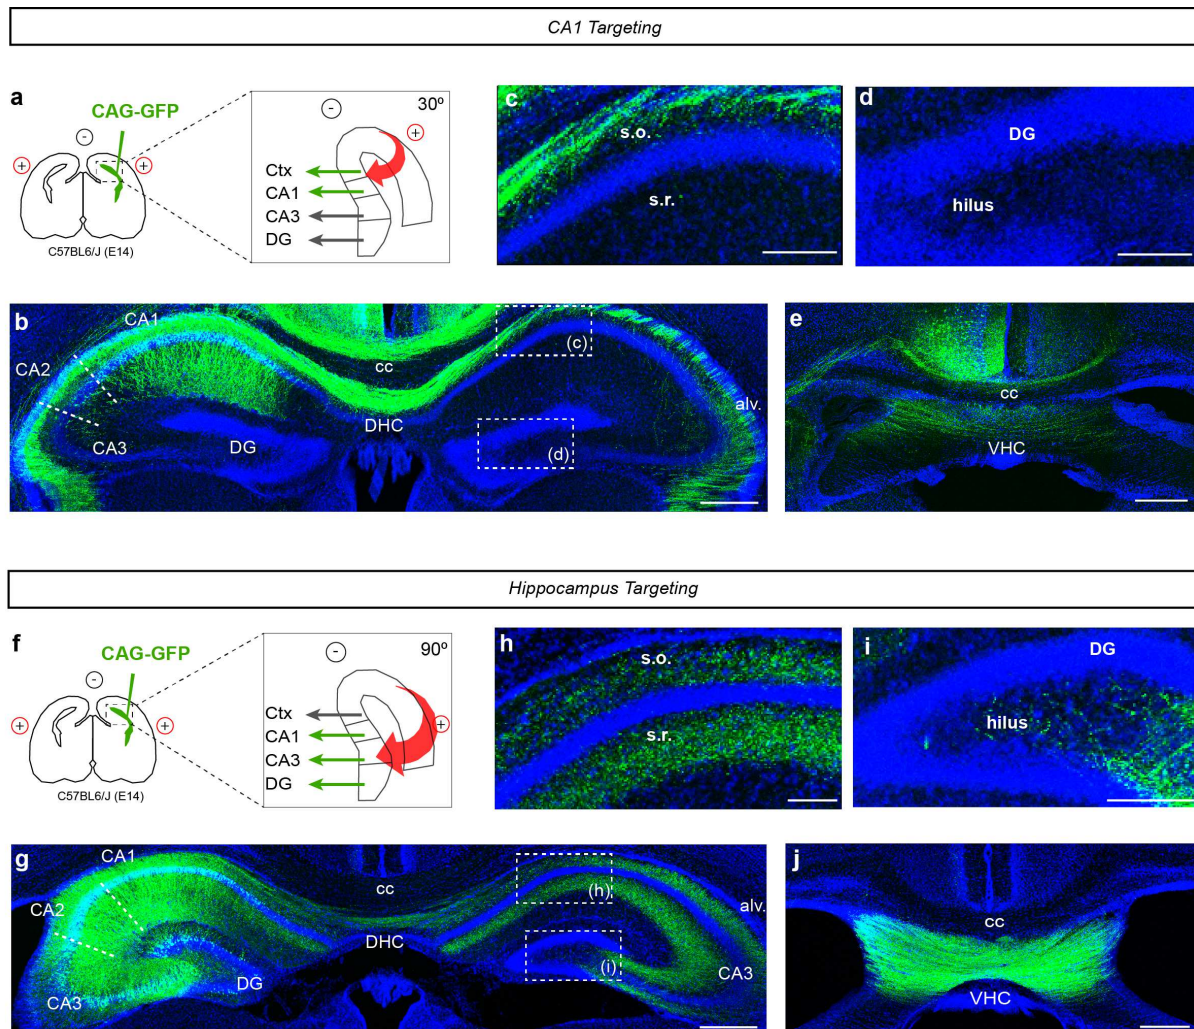 CA1 Targeting
a
CAG-GFP
-
+
+
C57BL6/J (E14)
-
30º
+
Ctx
CA1
CA3
DG
c
s.o.
s.r.
d
DG
hilus
b
CA1
CA2
CA3
DG
cc
DHC
(c)
(d)
alv.
e
cc
VHC
Hippocampus Targeting
f
CAG-GFP
-
+
+
C57BL6/J (E14)
-
90º
+
Ctx
CA1
CA3
DG
h
s.o.
s.r.
i
DG
hilus
g
CA1
CA2
CA3
DG
cc
DHC
(h)
(i)
alv.
CA3
j
cc
VHC